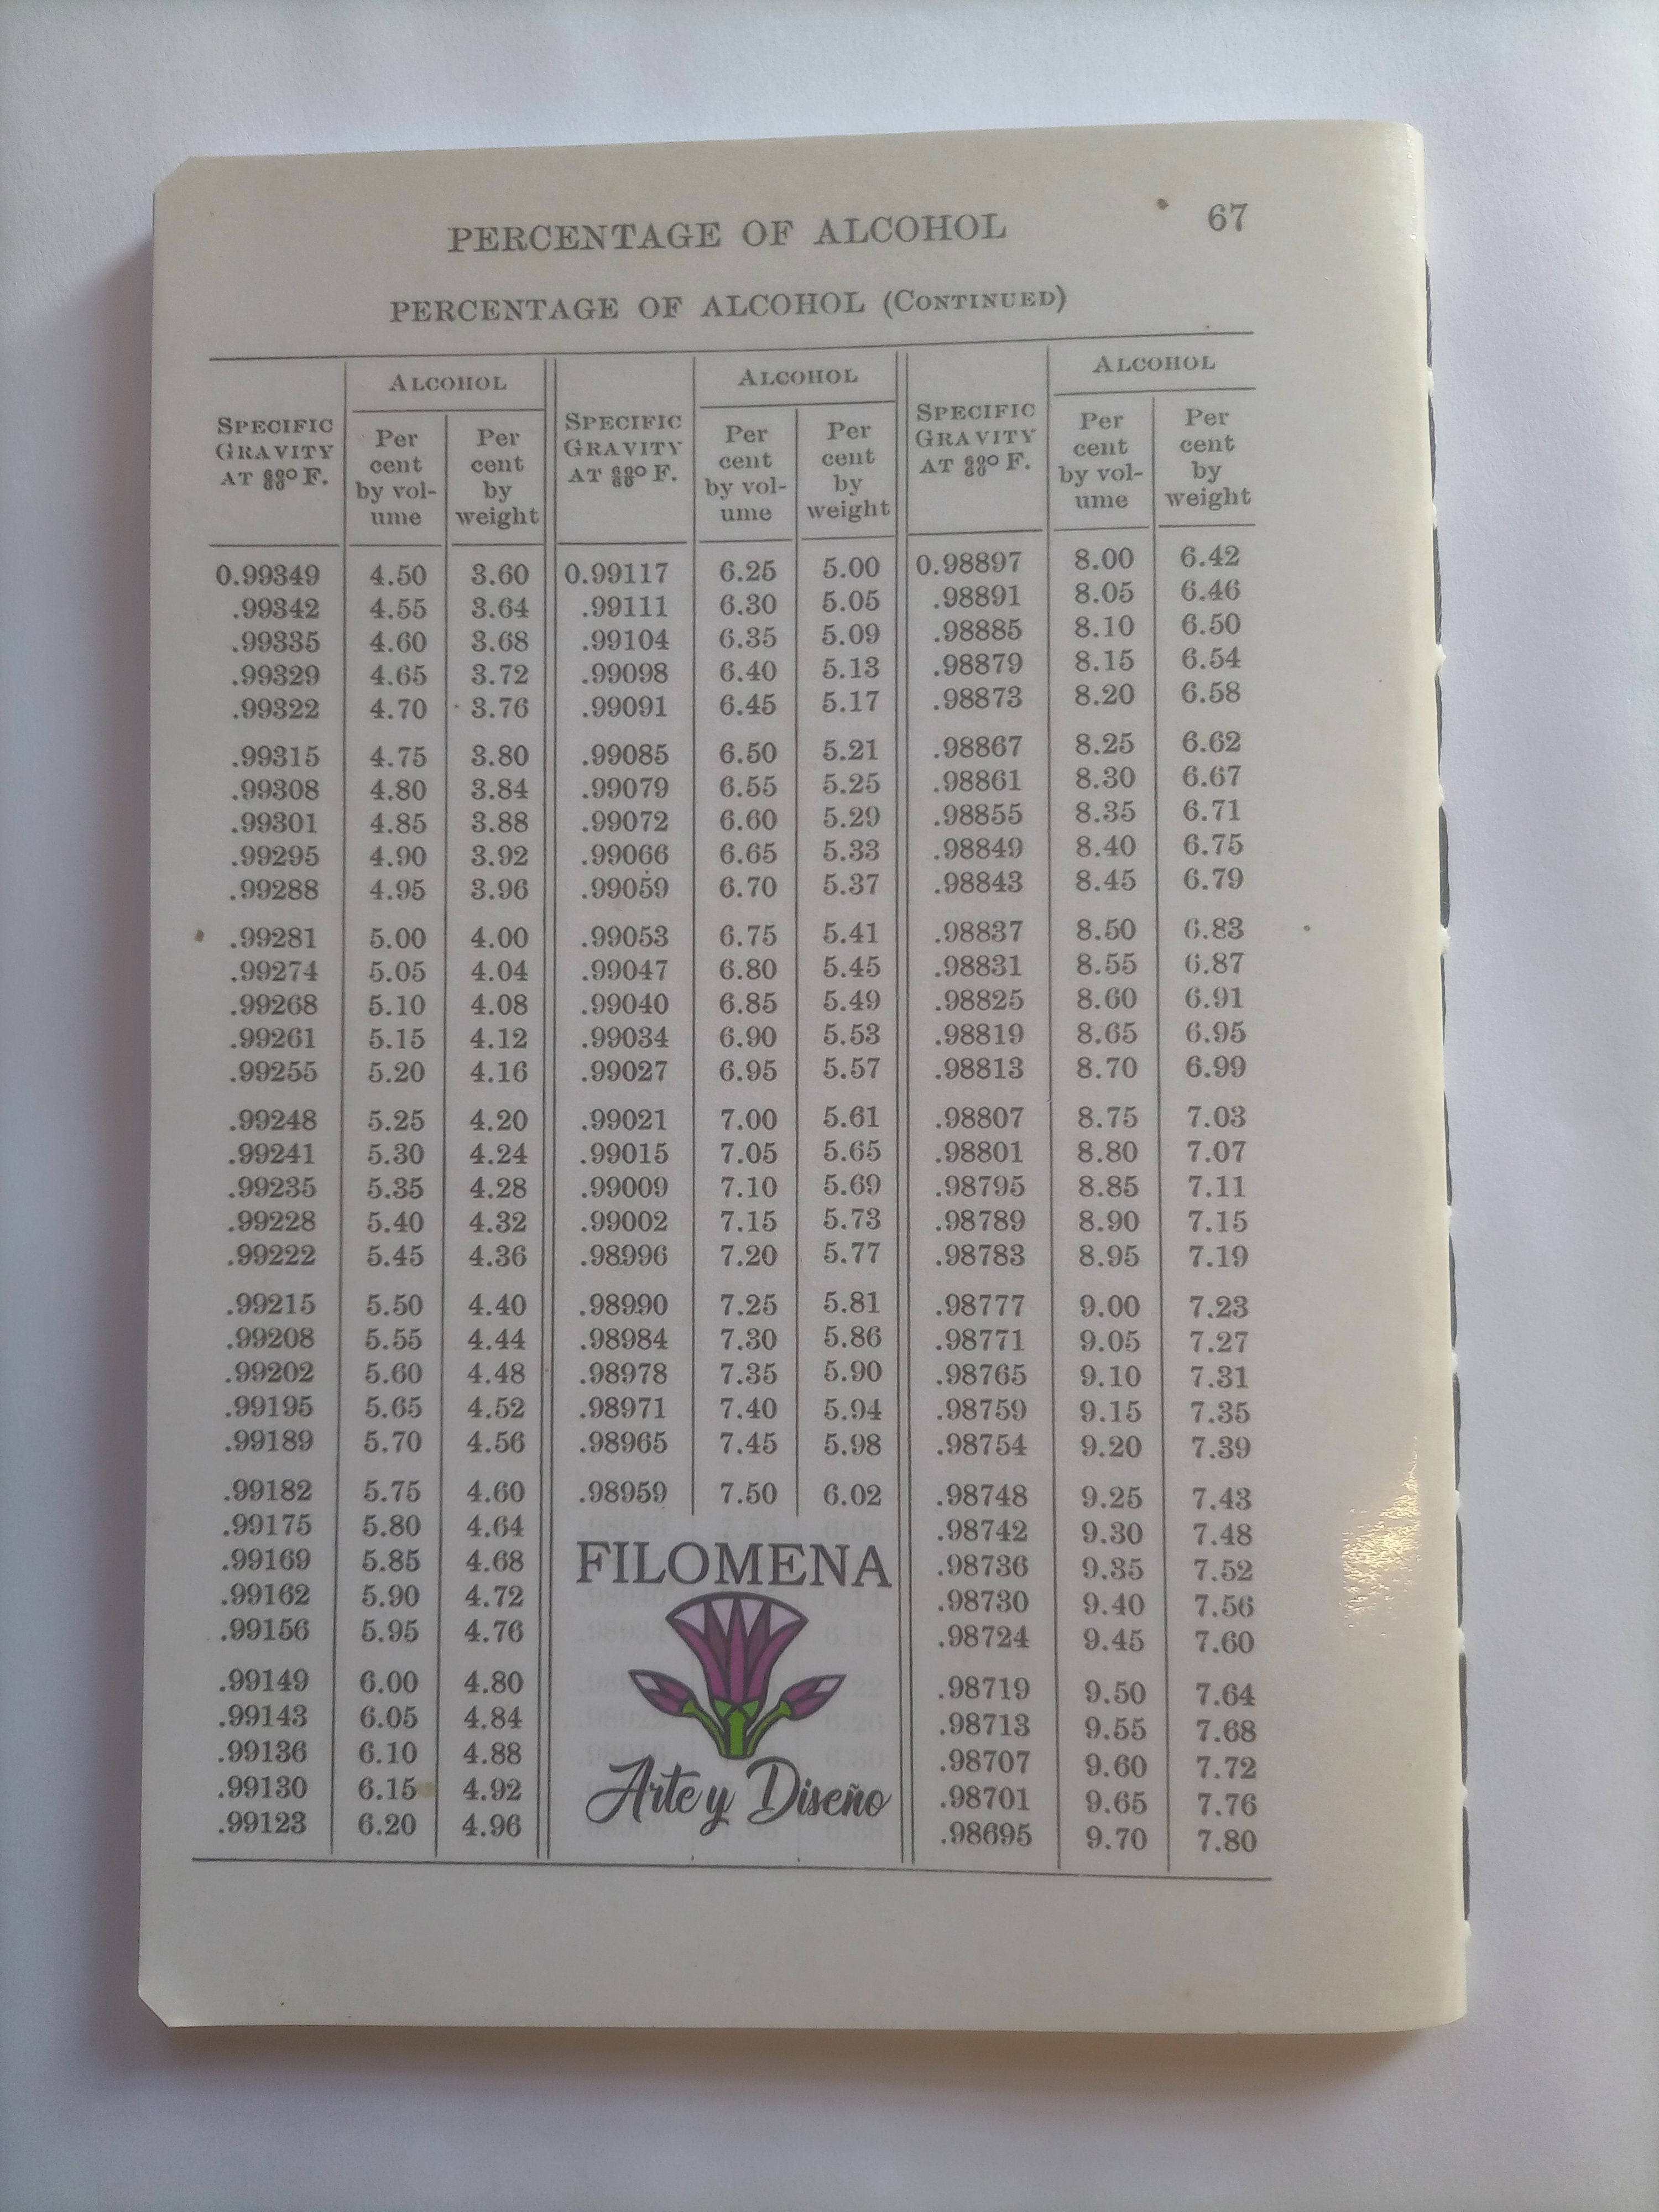 PERCENTAGE OF ALCOHOL 67
PERCENTAGE OF ALCOHOL (CONTINUED)
SPECIFIC GRAVITY AT 60/60° F. ALCOHOL Per cent by vol-ume Per cent by weight SPECIFIC GRAVITY AT 60/60° F. ALCOHOL Per cent by vol-ume Per cent by weight SPECIFIC GRAVITY AT 60/60° F. ALCOHOL Per cent by vol-ume Per cent by weight
0.99349 4.50 3.60 0.99117 6.25 5.00 0.98897 8.00 6.42
.99342 4.55 3.64 .99111 6.30 5.05 .98891 8.05 6.46
.99335 4.60 3.68 .99104 6.35 5.09 .98885 8.10 6.50
.99329 4.65 3.72 .99098 6.40 5.13 .98879 8.15 6.54
.99322 4.70 3.76 .99091 6.45 5.17 .98873 8.20 6.58
.99315 4.75 3.80 .99085 6.50 5.21 .98867 8.25 6.62
.99308 4.80 3.84 .99079 6.55 5.25 .98861 8.30 6.67
.99301 4.85 3.88 .99072 6.60 5.29 .98855 8.35 6.71
.99295 4.90 3.92 .99066 6.65 5.33 .98849 8.40 6.75
.99288 4.95 3.96 .99059 6.70 5.37 .98843 8.45 6.79
.99281 5.00 4.00 .99053 6.75 5.41 .98837 8.50 6.83
.99274 5.05 4.04 .99047 6.80 5.45 .98831 8.55 6.87
.99268 5.10 4.08 .99040 6.85 5.49 .98825 8.60 6.91
.99261 5.15 4.12 .99034 6.90 5.53 .98819 8.65 6.95
.99255 5.20 4.16 .99027 6.95 5.57 .98813 8.70 6.99
.99248 5.25 4.20 .99021 7.00 5.61 .98807 8.75 7.03
.99241 5.30 4.24 .99015 7.05 5.65 .98801 8.80 7.07
.99235 5.35 4.28 .99009 7.10 5.69 .98795 8.85 7.11
.99228 5.40 4.32 .99002 7.15 5.73 .98789 8.90 7.15
.99222 5.45 4.36 .98996 7.20 5.77 .98783 8.95 7.19
.99215 5.50 4.40 .98990 7.25 5.81 .98777 9.00 7.23
.99208 5.55 4.44 .98984 7.30 5.86 .98771 9.05 7.27
.99202 5.60 4.48 .98978 7.35 5.90 .98765 9.10 7.31
.99195 5.65 4.52 .98971 7.40 5.94 .98759 9.15 7.35
.99189 5.70 4.56 .98965 7.45 5.98 .98754 9.20 7.39
.99182 5.75 4.60 .98959 7.50 6.02 .98748 9.25 7.43
.99175 5.80 4.64 .98742 9.30 7.48
.99169 5.85 4.68 FILOMENA .98736 9.35 7.52
.99162 5.90 4.72 .98730 9.40 7.56
.99156 5.95 4.76 .98724 9.45 7.60
.99149 6.00 4.80 .98719 9.50 7.64
.99143 6.05 4.84 .98713 9.55 7.68
.99136 6.10 4.88 .98707 9.60 7.72
.99130 6.15 4.92 Arte y Diseño .98701 9.65 7.76
.99123 6.20 4.96 .98695 9.70 7.80